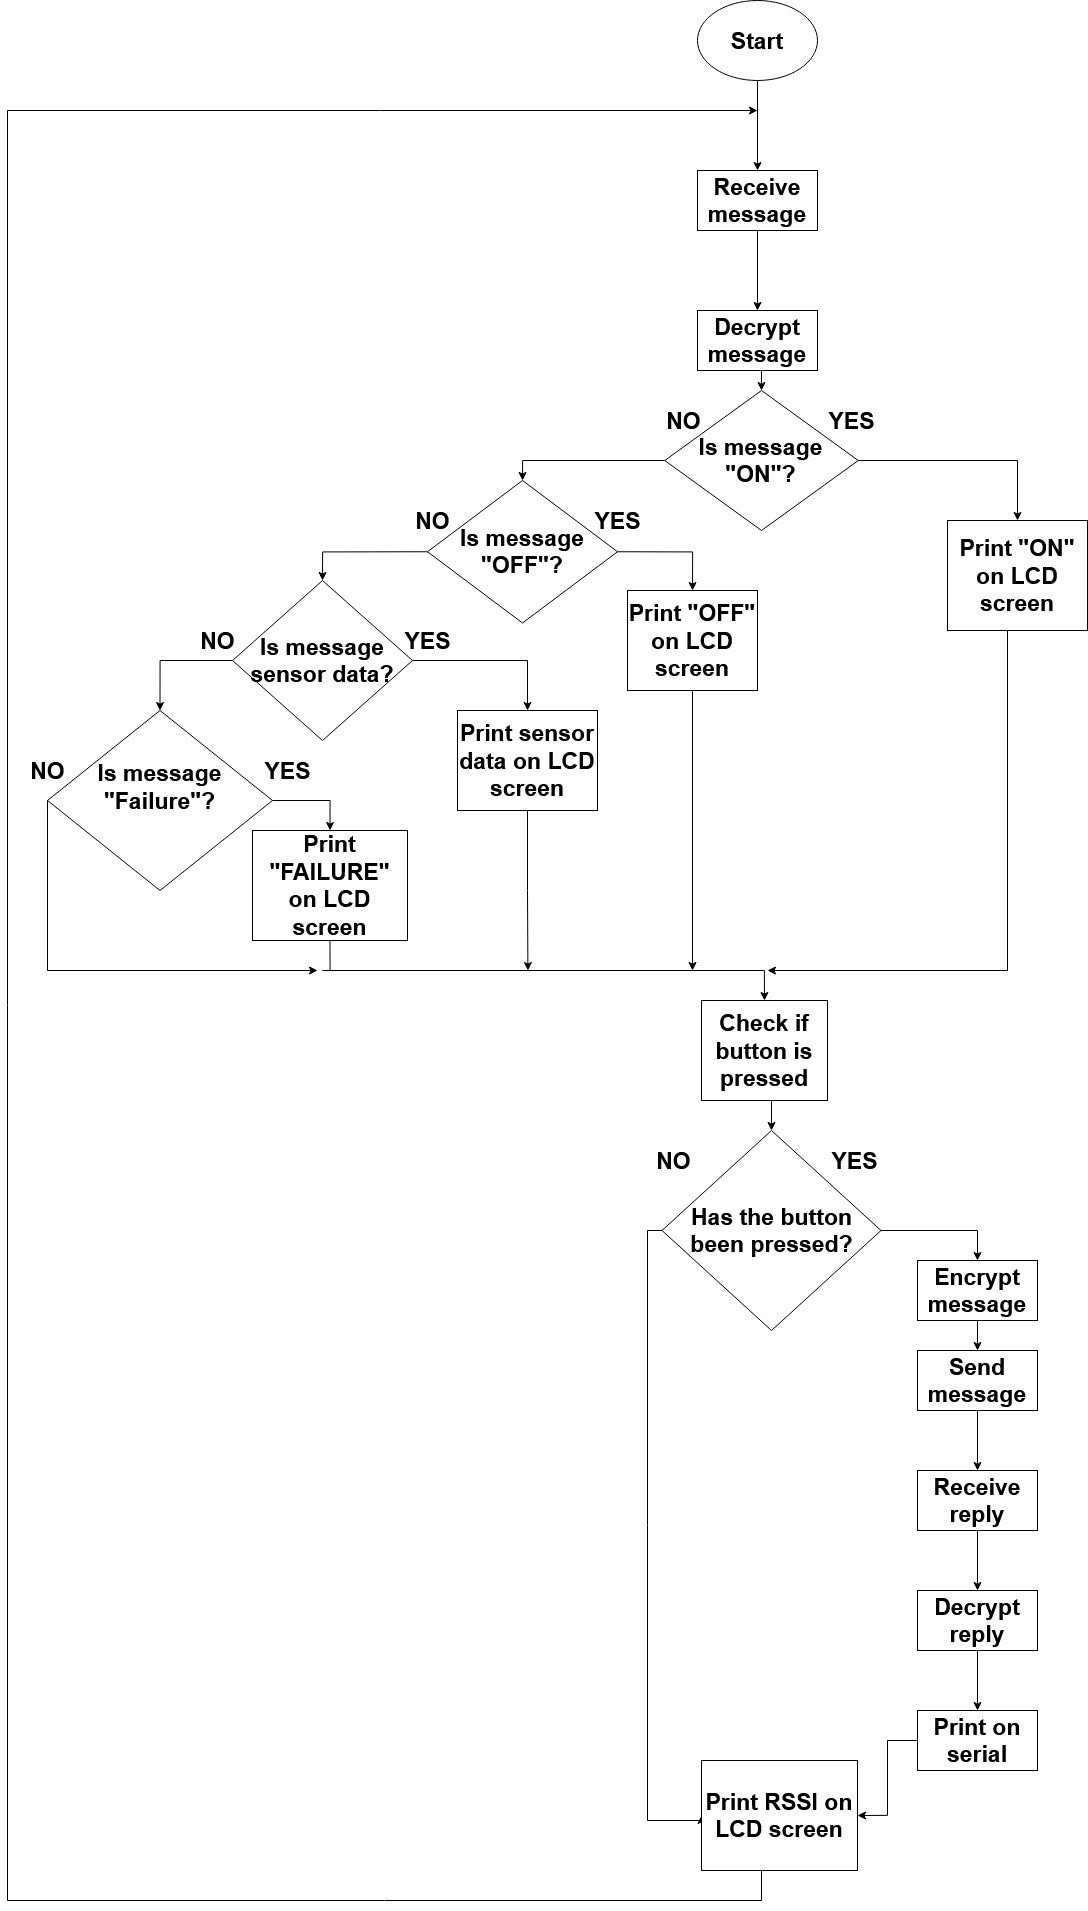 Start
Receive
message
Decrypt
message
NO
YES
Is message
"ON"?
NO
YES
Is message
"OFF"?
Print "ON"
on LCD
screen
Print "OFF"
on LCD
screen
NO
YES
Is message
sensor data?
Print sensor
data on LCD
screen
NO
YES
Is message
"Failure"?
Print
"FAILURE"
on LCD
screen
Check if
button is
pressed
NO
YES
Has the button
been pressed?
Encrypt
message
Send
message
Receive
reply
Decrypt
reply
Print on
serial
Print RSSI on
LCD screen